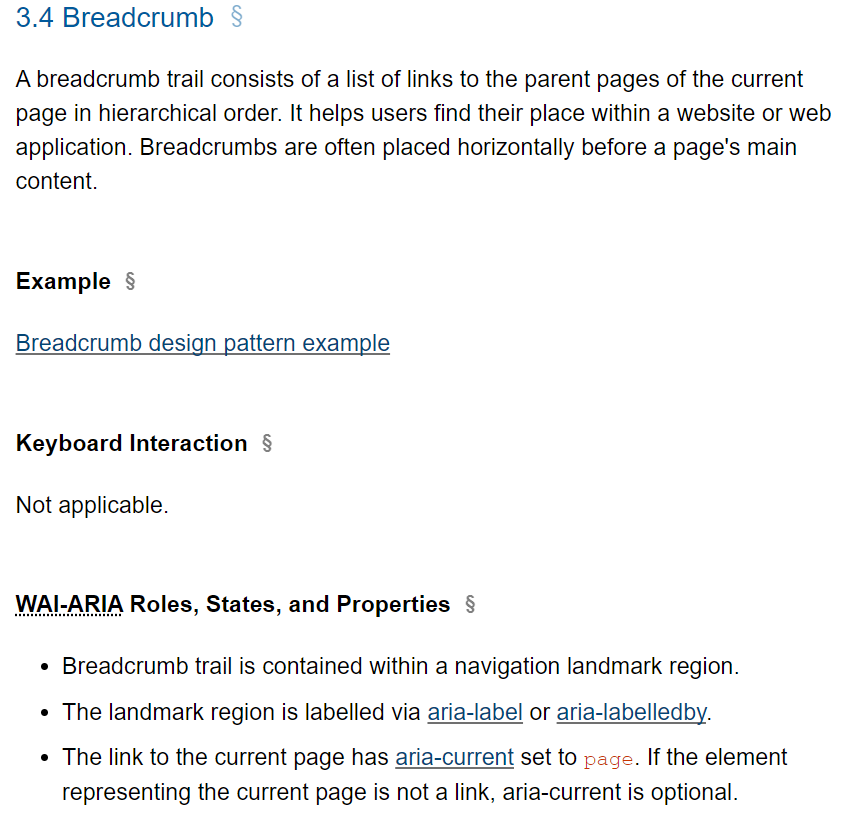 3.4 Breadcrumb §
A breadcrumb trail consists of a list of links to the parent pages of the current
page in hierarchical order. It helps users find their place within a website or web
application. Breadcrumbs are often placed horizontally before a page's main
content.
Example §
Breadcrumb design pattern example
Keyboard Interaction §
Not applicable.
WAI-ARIA Roles, States, and Properties §
• Breadcrumb trail is contained within a navigation landmark region.
• The landmark region is labelled via aria-label or aria-labelledby.
• The link to the current page has aria-current set to page. If the element
representing the current page is not a link, aria-current is optional.